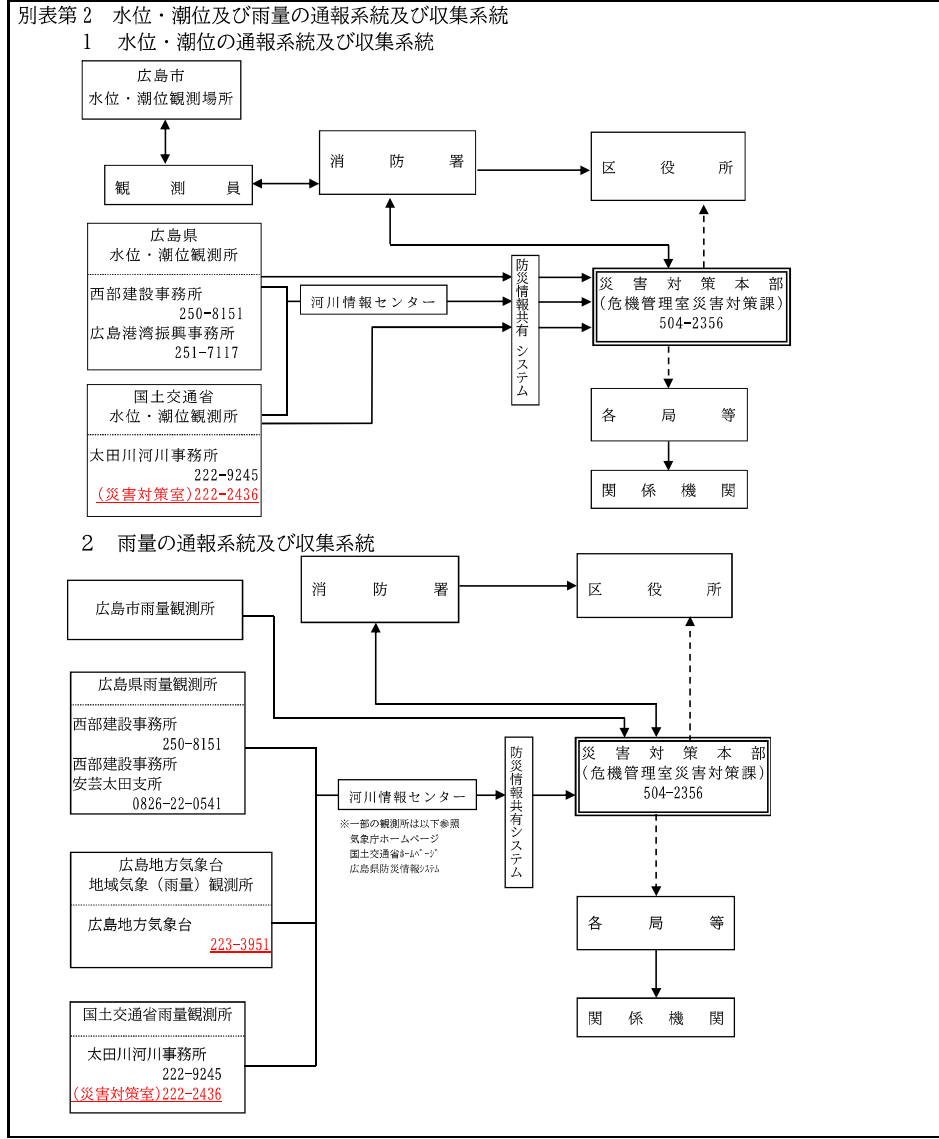 別表第2 水位・潮位及び雨量の通報系統及び収集系統
1 水位・潮位の通報系統及び収集系統
広島市
水位・潮位観測場所
消防署
区役所
観測員
広島県
水位・潮位観測所
西部建設事務所
250-8151
広島港湾振興事務所
251-7117
河川情報センター
防災情報共有システム
災害対策本部
(危機管理室災害対策課)
504-2356
国土交通省
水位・潮位観測所
太田川河川事務所
222-9245
(災害対策室)222-2436
各局等
関係機関
2 雨量の通報系統及び収集系統
消防署
区役所
広島市雨量観測所
広島県雨量観測所
西部建設事務所
250-8151
西部建設事務所
安芸太田支所
0826-22-0541
河川情報センター
※一部の観測所は以下参照
気象庁ホームページ
国土交通省ﾎｰﾑﾍﾟｰｼﾞ
広島県防災情報ｼｽﾃﾑ
防災情報共有システム
災害対策本部
(危機管理室災害対策課)
504-2356
広島地方気象台
地域気象（雨量）観測所
広島地方気象台
223-3951
各局等
国土交通省雨量観測所
太田川河川事務所
222-9245
(災害対策室)222-2436
関係機関